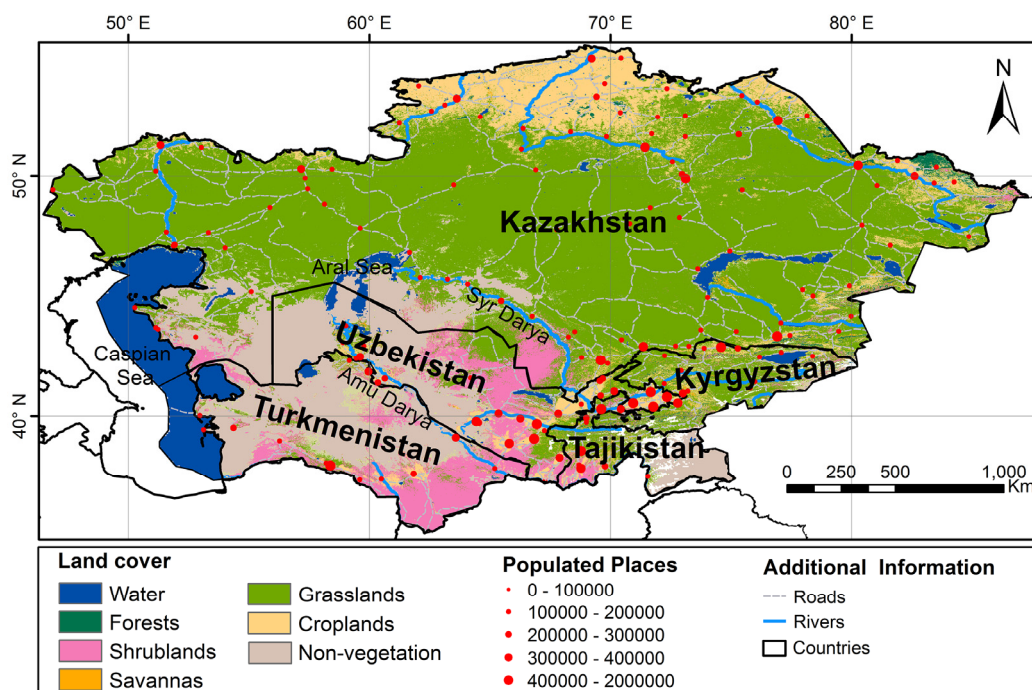 50° E 60° E 70° E 80° E
N
50° N
Kazakhstan
Aral Sea
Syr Darya
Uzbekistan
Caspian
Sea
Kyrgyzstan
Amu Darya
40° N
Turkmenistan
Tajikistan
0 250 500 1,000
Km
Land cover
Water
Forests
Shrublands
Savannas
Grasslands
Croplands
Non-vegetation
Populated Places
0 - 100000
100000 - 200000
200000 - 300000
300000 - 400000
400000 - 2000000
Additional Information
Roads
Rivers
Countries